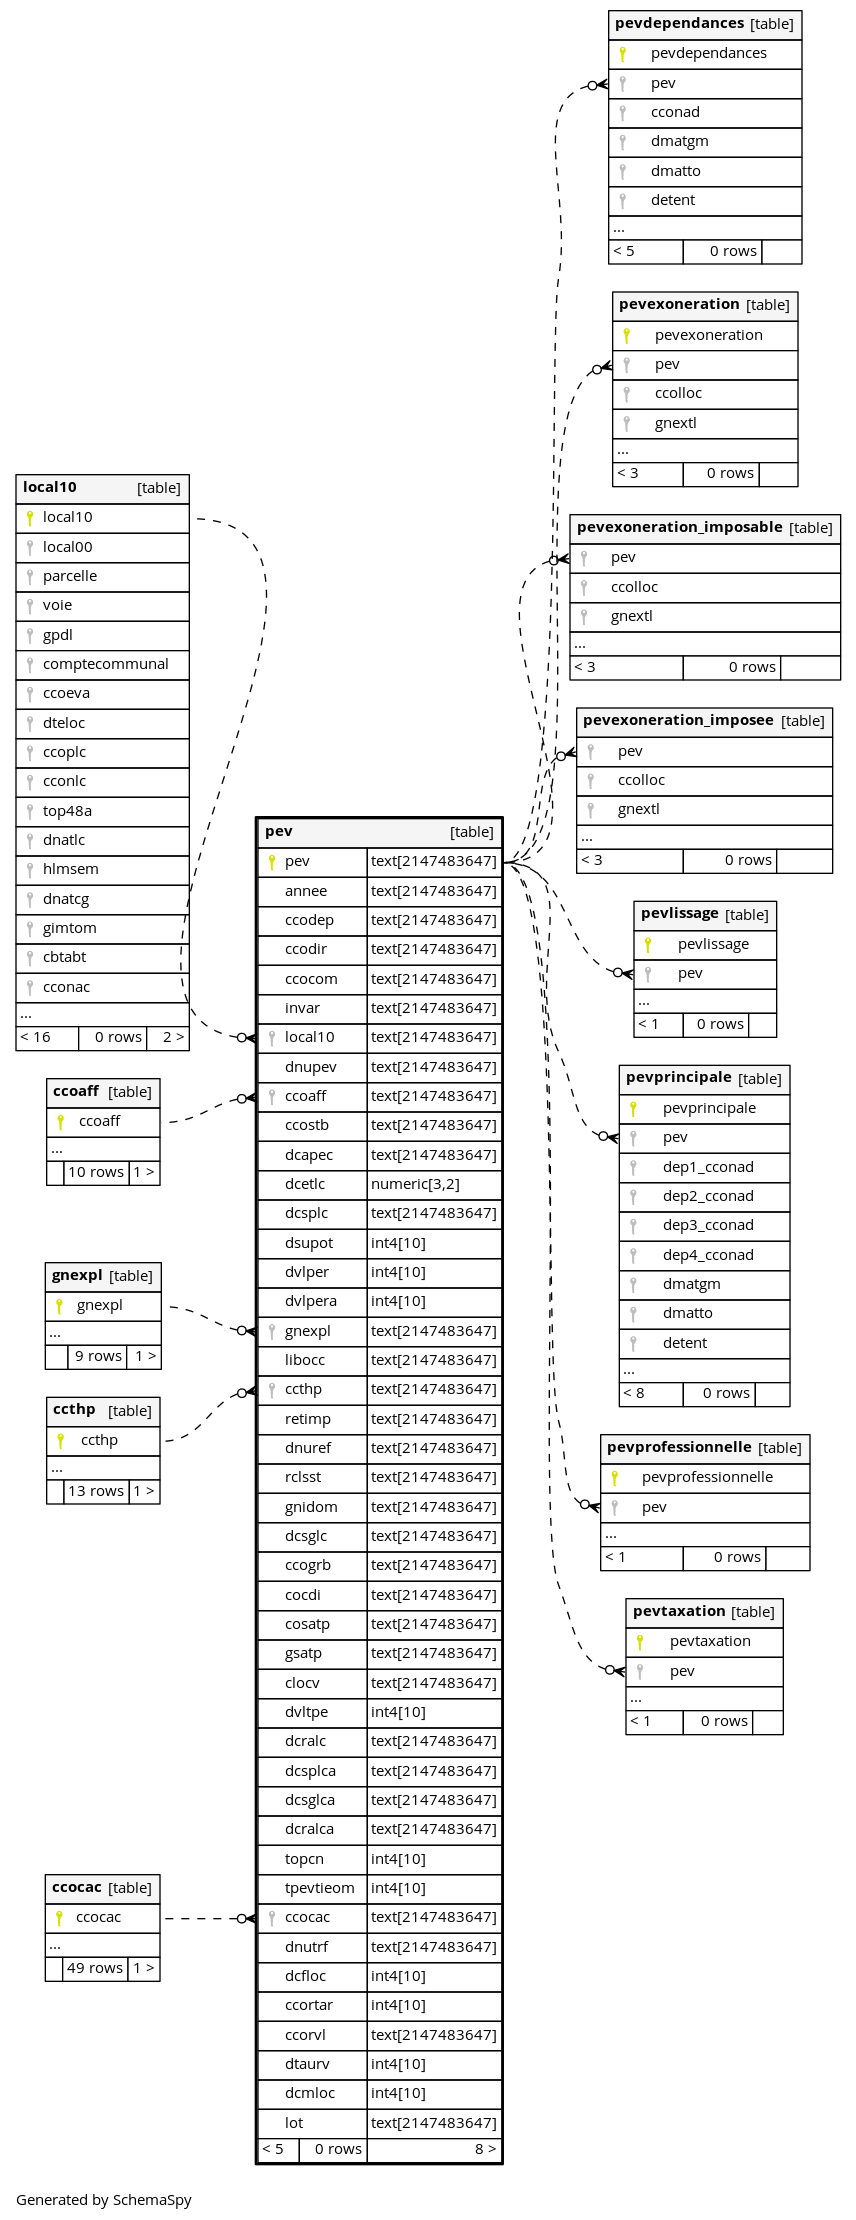 pevdependances [table]
pevdependances
pev
cconad
dmatgm
dmatto
detent
...
< 5 0 rows
pevexoneration [table]
pevexoneration
pev
ccolloc
gnextl
...
< 3 0 rows
pevexoneration_imposable [table]
pev
ccolloc
gnextl
...
< 3 0 rows
pevexoneration_imposee [table]
pev
ccolloc
gnextl
...
< 3 0 rows
pevlissage [table]
pevlissage
pev
...
< 1 0 rows
pevprincipale [table]
pevprincipale
pev
dep1_cconad
dep2_cconad
dep3_cconad
dep4_cconad
dmatgm
dmatto
detent
...
< 8 0 rows
pevprofessionnelle [table]
pevprofessionnelle
pev
...
< 1 0 rows
pevtaxation [table]
pevtaxation
pev
...
< 1 0 rows
local10 [table]
local10
local00
parcelle
voie
gpdl
comptecommunal
ccoeva
dteloc
ccoplc
cconlc
top48a
dnatlc
hlmsem
dnatcg
gimtom
cbtabt
cconac
...
< 16 0 rows 2 >
ccoaff [table]
ccoaff
...
10 rows 1 >
gnexpl [table]
gnexpl
...
9 rows 1 >
ccthp [table]
ccthp
...
13 rows 1 >
ccocac [table]
ccocac
...
49 rows 1 >
pev [table]
pev text[2147483647]
annee text[2147483647]
ccodep text[2147483647]
ccodir text[2147483647]
ccocom text[2147483647]
invar text[2147483647]
local10 text[2147483647]
dnupev text[2147483647]
ccoaff text[2147483647]
ccostb text[2147483647]
dcapec text[2147483647]
dcetlc numeric[3,2]
dcsplc text[2147483647]
dsupot int4[10]
dvlper int4[10]
dvlpera int4[10]
gnexpl text[2147483647]
libocc text[2147483647]
ccthp text[2147483647]
retimp text[2147483647]
dnuref text[2147483647]
rclsst text[2147483647]
gnidom text[2147483647]
dcsglc text[2147483647]
ccogrb text[2147483647]
cocdi text[2147483647]
cosatp text[2147483647]
gsatp text[2147483647]
clocv text[2147483647]
dvltpe int4[10]
dcralc text[2147483647]
dcsplca text[2147483647]
dcsglca text[2147483647]
dcralca text[2147483647]
topcn int4[10]
tpevtieom int4[10]
ccocac text[2147483647]
dnutrf text[2147483647]
dcfloc int4[10]
ccortar int4[10]
ccorvl text[2147483647]
dtaurv int4[10]
dcmloc int4[10]
lot text[2147483647]
< 5 0 rows 8 >
Generated by SchemaSpy